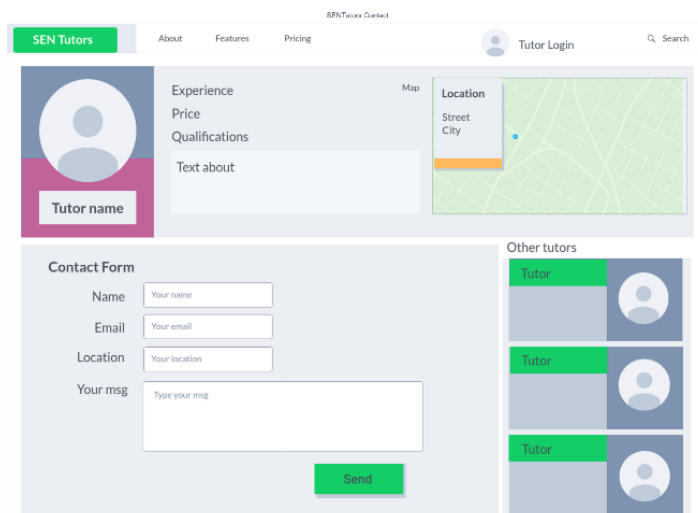 SENTutors Contact
SEN Tutors
About
Features
Pricing
Tutor Login
Search
Tutor name
Experience
Price
Qualifications
Text about
Map
Location
Street
City
Contact Form
Name
Your name
Email
Your email
Location
Your location
Your msg
Type your msg
Send
Other tutors
Tutor
Tutor
Tutor